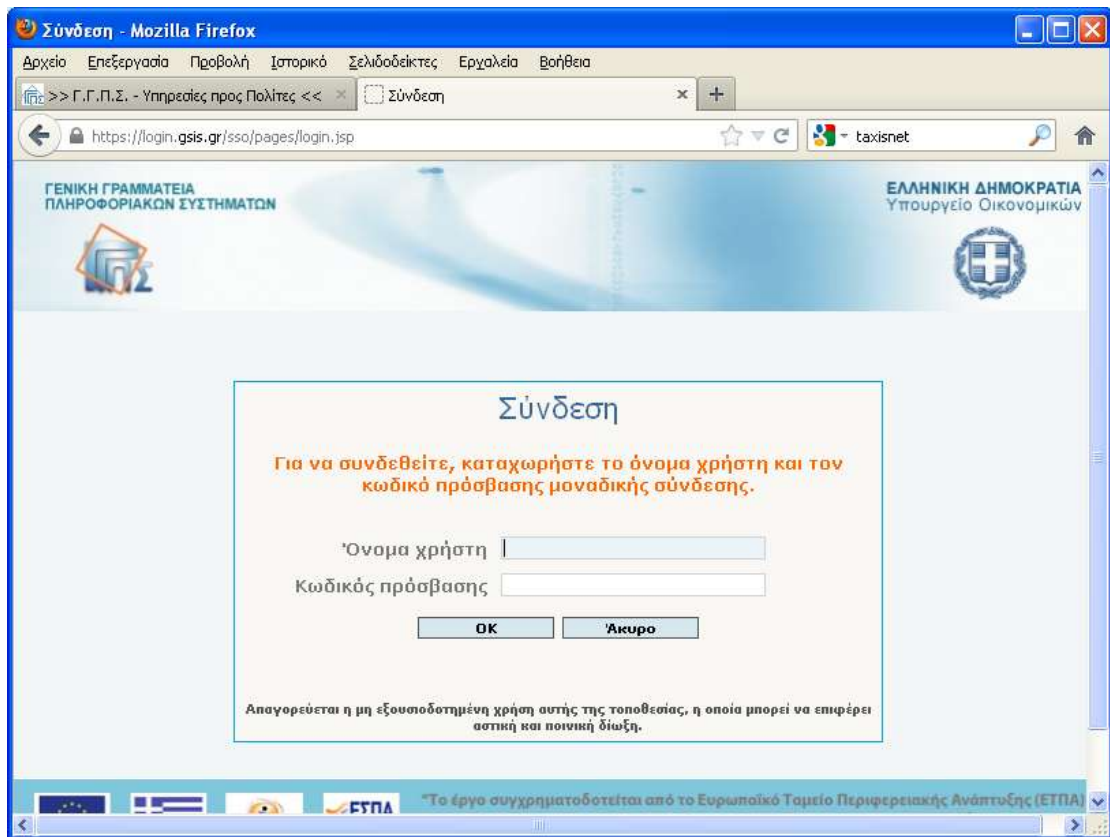 Σύνδεση - Mozilla Firefox
Αρχείο Επεξεργασία Προβολή Ιστορικό Σελιδοδείκτες Εργαλεία Βοήθεια
>> Γ.Γ.Π.Σ. - Υπηρεσίες προς Πολίτες << Σύνδεση
https://login.gsis.gr/sso/pages/login.jsp taxisnet
ΓΕΝΙΚΗ ΓΡΑΜΜΑΤΕΙΑ
ΠΛΗΡΟΦΟΡΙΑΚΩΝ ΣΥΣΤΗΜΑΤΩΝ
ΕΛΛΗΝΙΚΗ ΔΗΜΟΚΡΑΤΙΑ
Υπουργείο Οικονομικών
Σύνδεση
Για να συνδεθείτε, καταχωρήστε το όνομα χρήστη και τον
κωδικό πρόσβασης μοναδικής σύνδεσης.
Όνομα χρήστη
Κωδικός πρόσβασης
OK Άκυρο
Απαγορεύεται η μη εξουσιοδοτημένη χρήση αυτής της τοποθεσίας, η οποία μπορεί να επιφέρει
αστική και ποινική δίωξη.
ΕΣΠΑ "Το έργο συγχρηματοδοτείται από το Ευρωπαϊκό Ταμείο Περιφερειακής Ανάπτυξης (ΕΤΠΑ)